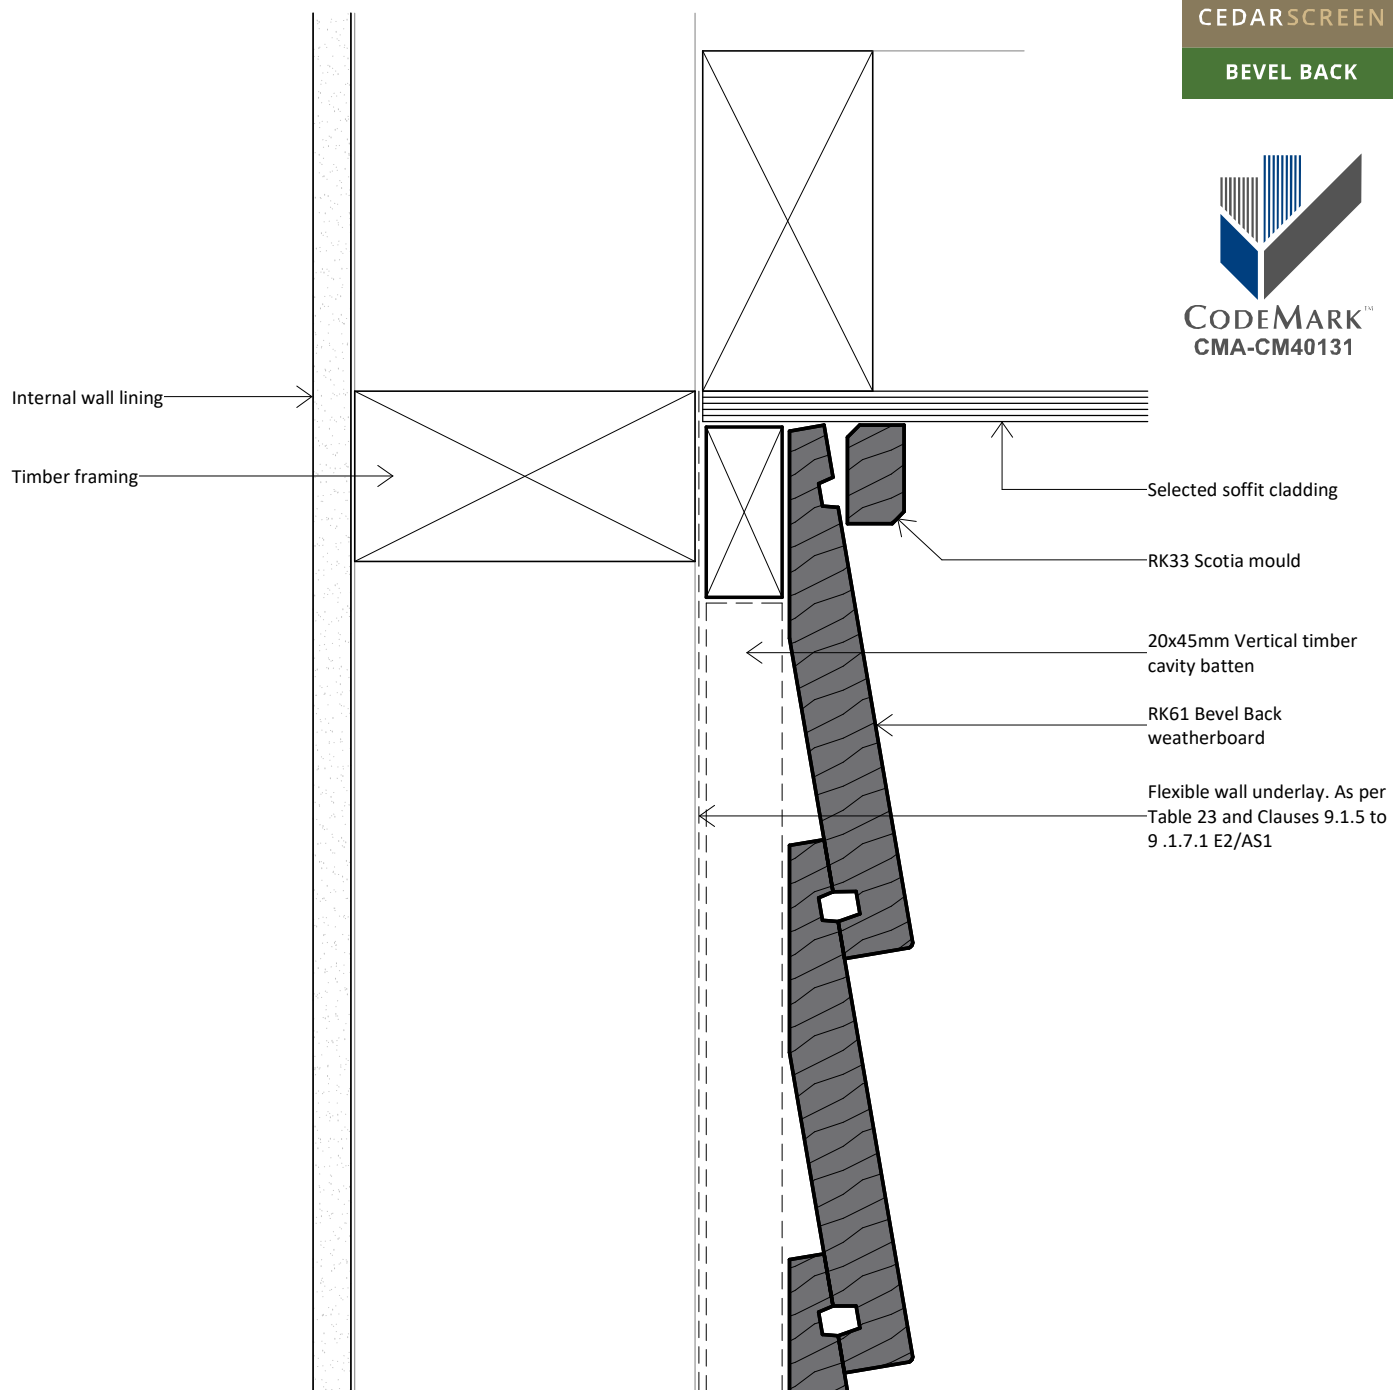 CEDARSCREEN
BEVEL BACK
CODEMARK™
CMA-CM40131
Internal wall lining
Timber framing
Selected soffit cladding
RK33 Scotia mould
20x45mm Vertical timber
cavity batten
RK61 Bevel Back
weatherboard
Flexible wall underlay. As per
Table 23 and Clauses 9.1.5 to
9 .1.7.1 E2/AS1